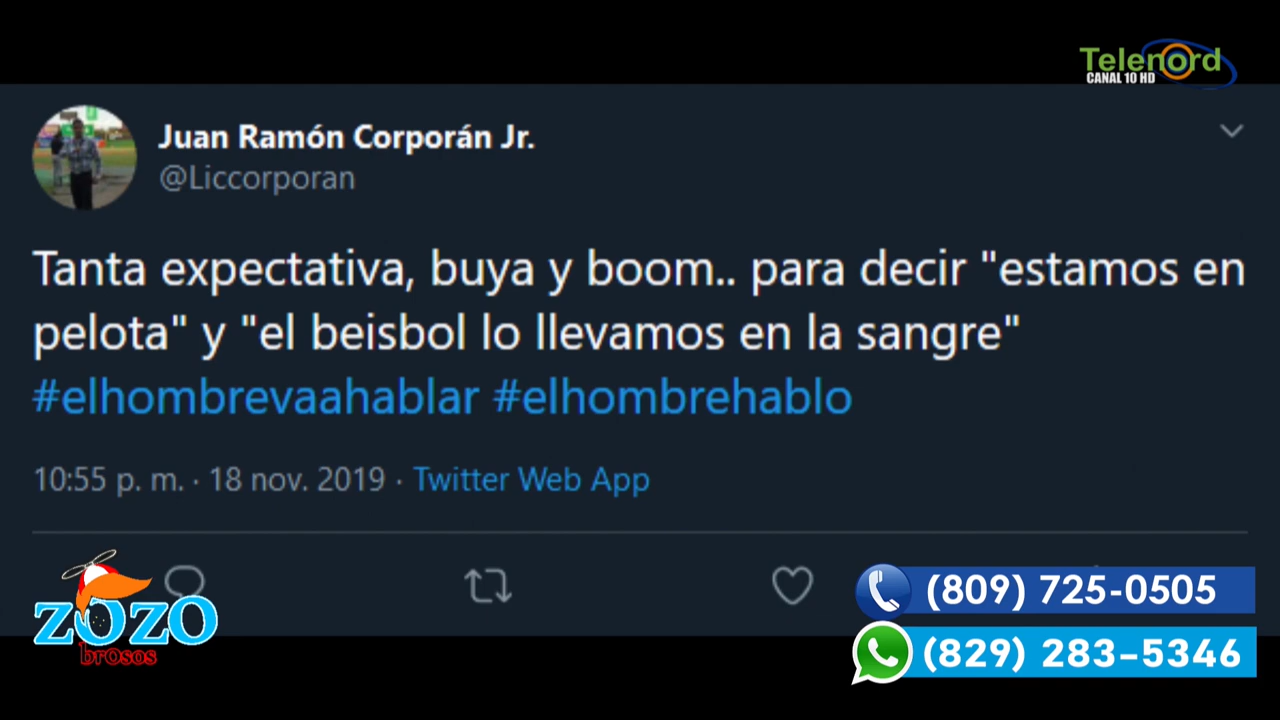 Telenord
CANAL 10 HD
Juan Ramón Corporán Jr.
@Liccorporan
Tanta expectativa, buya y boom.. para decir "estamos en
pelota" y "el beisbol lo llevamos en la sangre"
#elhombrevaahablar #elhombrehablo
10:55 p. m. · 18 nov. 2019 · Twitter Web App
ZOZO
brOsos
(809) 725-0505
(829) 283-5346